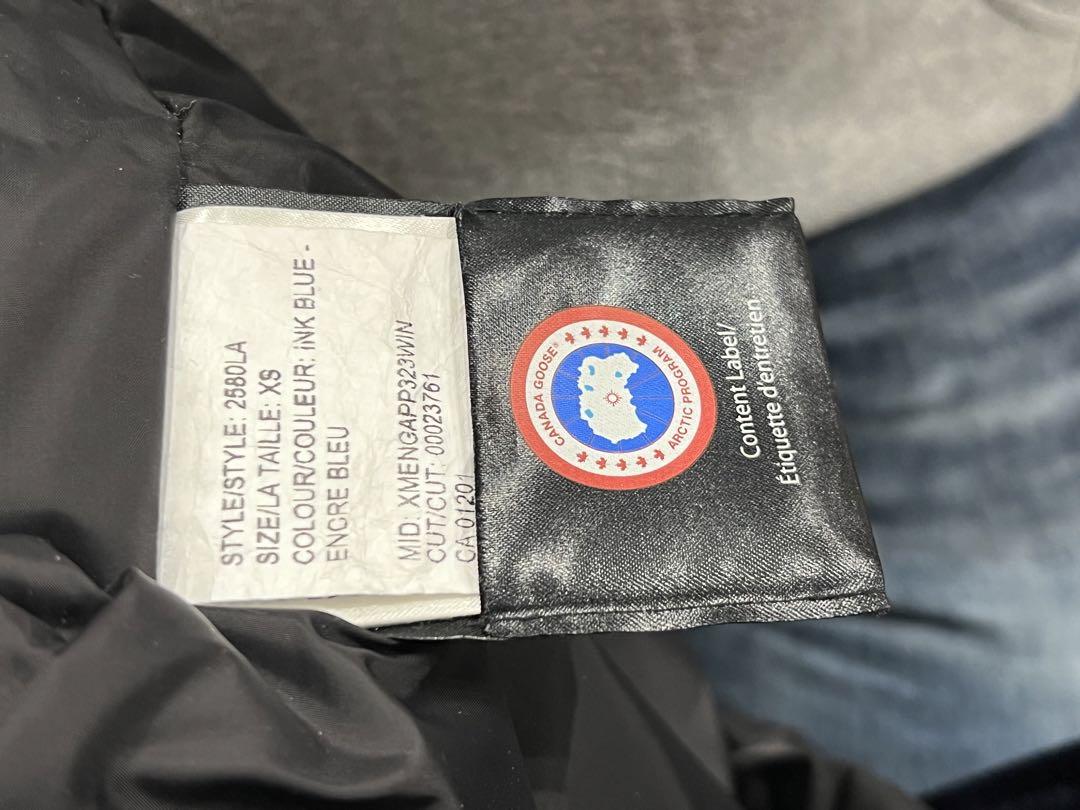 STYLE/STYLE: 2580LA
SIZE/LA TAILLE: XS
COLOUR/COULEUR: INK BLUE -
ENCRE BLEU
MID. XMENGAPP323WIN
CUT/CUT: 00023761
CA 01201
CANADA GOOSE®
ARCTIC PROGRAM
Content Label/
Étiquette d'entretien